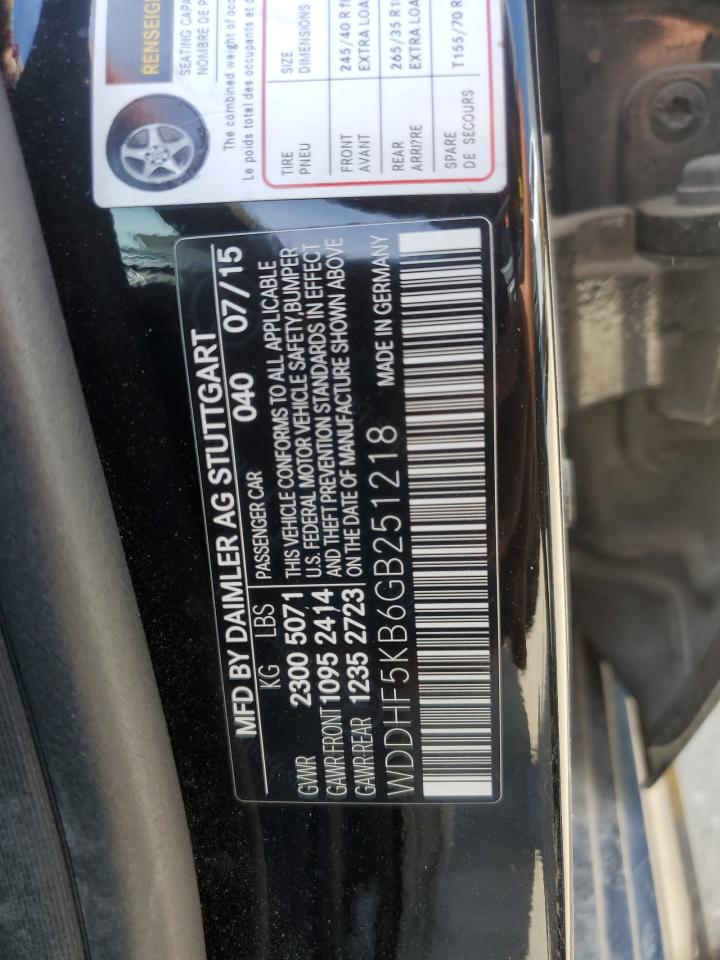 RENSEIGNE
SEATING CAPA
NOMBRE DE P
The combined weight of occ
Le poids total des occupants et d
TIRE SIZE
PNEU DIMENSIONS
FRONT 245/40 R
AVANT EXTRA LOA
REAR 265/35 R1
ARRI?RE EXTRA LOA
SPARE T155/70 R
DE SECOURS
MFD BY DAIMLER AG STUTTGART
040 07/15
KG LBS PASSENGER CAR
GVWR 2300 5071 THIS VEHICLE CONFORMS TO ALL APPLICABLE
U.S. FEDERAL MOTOR VEHICLE SAFETY,BUMPER
GAWR FRONT 1095 2414 AND THEFT PREVENTION STANDARDS IN EFFECT
GAWR REAR 1235 2723 ON THE DATE OF MANUFACTURE SHOWN ABOVE
WDDHF5KB6GB251218 MADE IN GERMANY